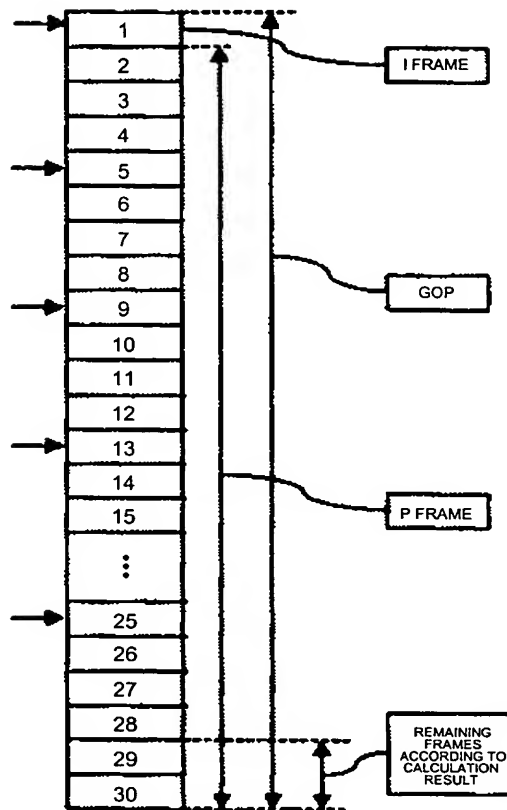 1
2
3
4
5
6
7
8
9
10
11
12
13
14
15
⋮
25
26
27
28
29
30
I FRAME
GOP
P FRAME
REMAINING
FRAMES
ACCORDING TO
CALCULATION
RESULT